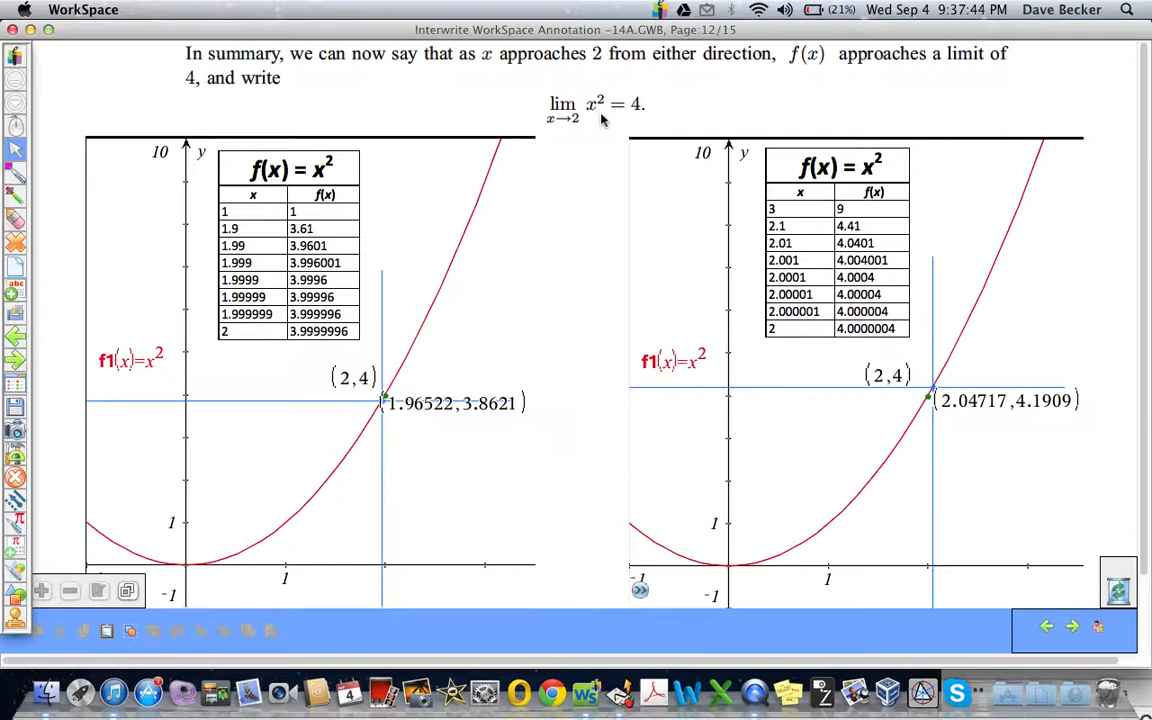 WorkSpace
(21%) Wed Sep 4 9:37:44 PM Dave Becker
Interwrite WorkSpace Annotation -14A.GWB, Page:12/15
In summary, we can now say that as x approaches 2 from either direction, f(x) approaches a limit of
4, and write
lim x² = 4.
x→2
10 y
f(x) = x²
x f(x)
1 1
1.9 3.61
1.99 3.9601
1.999 3.996001
1.9999 3.9996
1.99999 3.99996
1.999999 3.999996
2 3.9999996
f1(x)=x²
(2,4)
(1.96522,3.8621)
1
1
-1
10 y
f(x) = x²
x f(x)
3 9
2.1 4.41
2.01 4.0401
2.001 4.004001
2.0001 4.0004
2.00001 4.00004
2.000001 4.000004
2 4.0000004
f1(x)=x²
(2,4)
(2.04717,4.1909)
1
-1 1
-1
abc